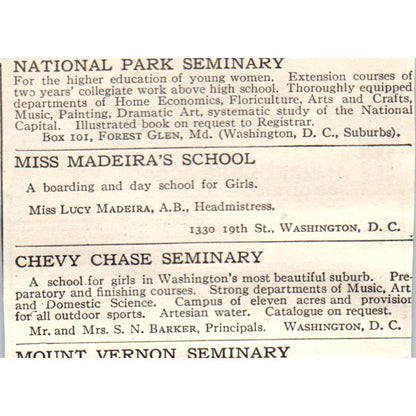 NATIONAL PARK SEMINARY
For the higher education of young women. Extension courses of
two years' collegiate work above high school. Thoroughly equipped
departments of Home Economics, Floriculture, Arts and Crafts,
Music, Painting, Dramatic Art, systematic study of the National
Capital. Illustrated book on request to Registrar.
Box 101, FOREST GLEN, Md. (Washington, D. C., Suburbs).
MISS MADEIRA'S SCHOOL
A boarding and day school for Girls.
Miss LUCY MADEIRA, A.B., Headmistress.
1330 19th St., WASHINGTON, D. C.
CHEVY CHASE SEMINARY
A school for girls in Washington's most beautiful suburb. Pre-
paratory and finishing courses. Strong departments of Music, Art
and Domestic Science. Campus of eleven acres and provision
for all outdoor sports. Artesian water. Catalogue on request.
Mr. and Mrs. S. N. BARKER, Principals. WASHINGTON, D. C.
MOUNT VERNON SEMINARY